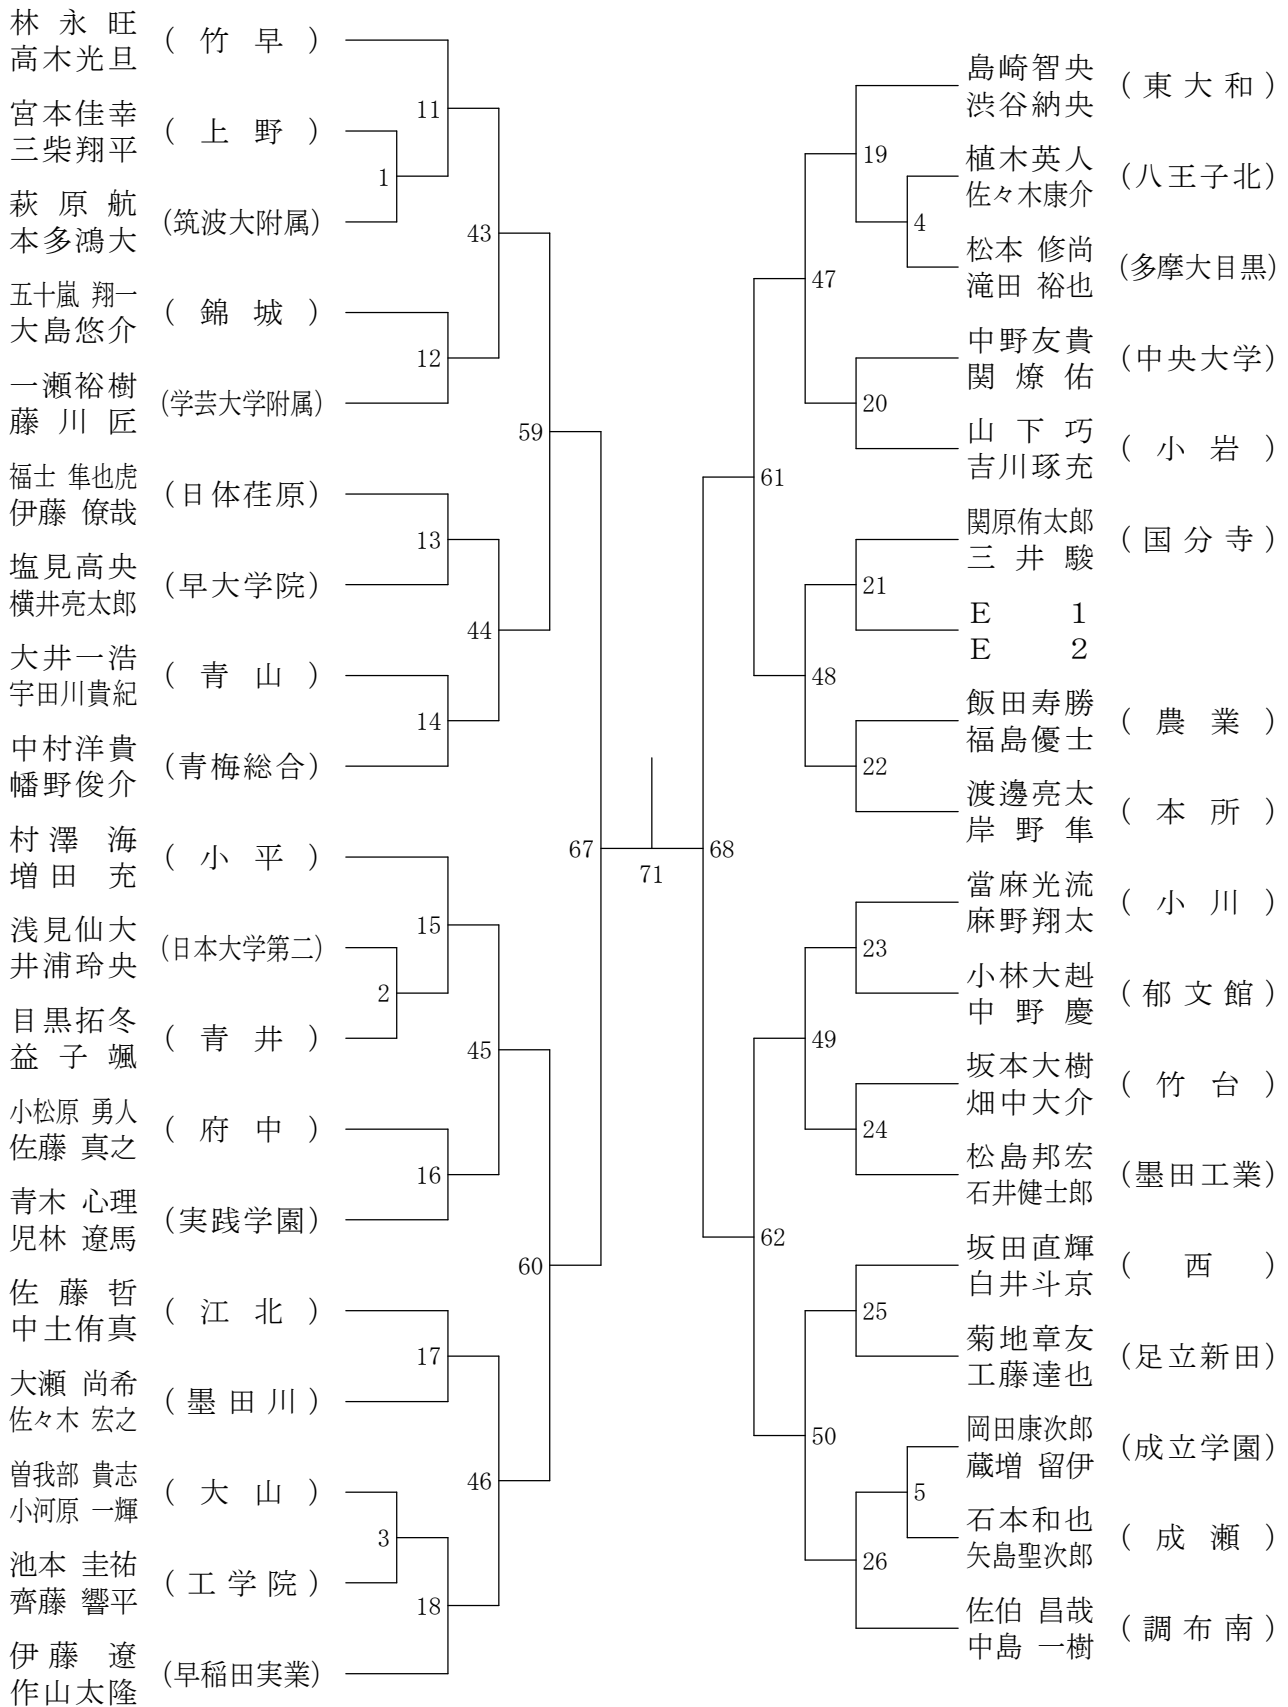 林永旺
高木光旦
(竹早)
宮本佳幸
三柴翔平
(上野)
萩原航
本多鴻大
(筑波大附属)
五十嵐 翔一
大島悠介
(錦城)
一瀬裕樹
藤川匠
(学芸大学附属)
福士 隼也虎
伊藤 僚哉
(日体荏原)
塩見高央
横井亮太郎
(早大学院)
大井一浩
宇田川貴紀
(青山)
中村洋貴
幡野俊介
(青梅総合)
村澤海
増田充
(小平)
浅見仙大
井浦玲央
(日本大学第二)
目黒拓冬
益子颯
(青井)
小松原 勇人
佐藤 真之
(府中)
青木 心理
児林 遼馬
(実践学園)
佐藤哲
中土侑真
(江北)
大瀬 尚希
佐々木 宏之
(墨田川)
曽我部 貴志
小河原 一輝
(大山)
池本 圭祐
齊藤 響平
(工学院)
伊藤遼
作山太隆
(早稲田実業)
1
2
3
11
12
13
14
15
16
17
18
43
44
45
46
59
60
67
71
68
61
62
47
48
49
50
19
20
21
22
23
24
25
26
4
5
島崎智央
渋谷納央
(東大和)
植木英人
佐々木康介
(八王子北)
松本 修尚
滝田 裕也
(多摩大目黒)
中野友貴
関燎佑
(中央大学)
山下巧
吉川琢充
(小岩)
関原侑太郎
三井駿
(国分寺)
E 1
E 2
飯田寿勝
福島優士
(農業)
渡邊亮太
岸野隼
(本所)
當麻光流
麻野翔太
(小川)
小林大赳
中野慶
(郁文館)
坂本大樹
畑中大介
(竹台)
松島邦宏
石井健士郎
(墨田工業)
坂田直輝
白井斗京
(西)
菊地章友
工藤達也
(足立新田)
岡田康次郎
蔵増 留伊
(成立学園)
石本和也
矢島聖次郎
(成瀬)
佐伯 昌哉
中島 一樹
(調布南)